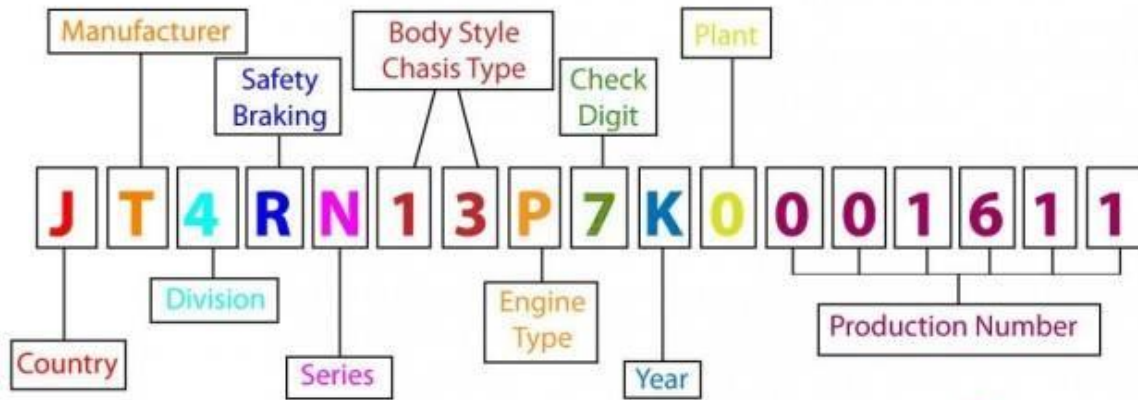 Manufacturer
Safety
Braking
Body Style
Chasis Type
Check
Digit
Plant
J T 4 R N 1 3 P 7 K 0 0 0 1 6 1 1
Country
Division
Series
Engine
Type
Year
Production Number